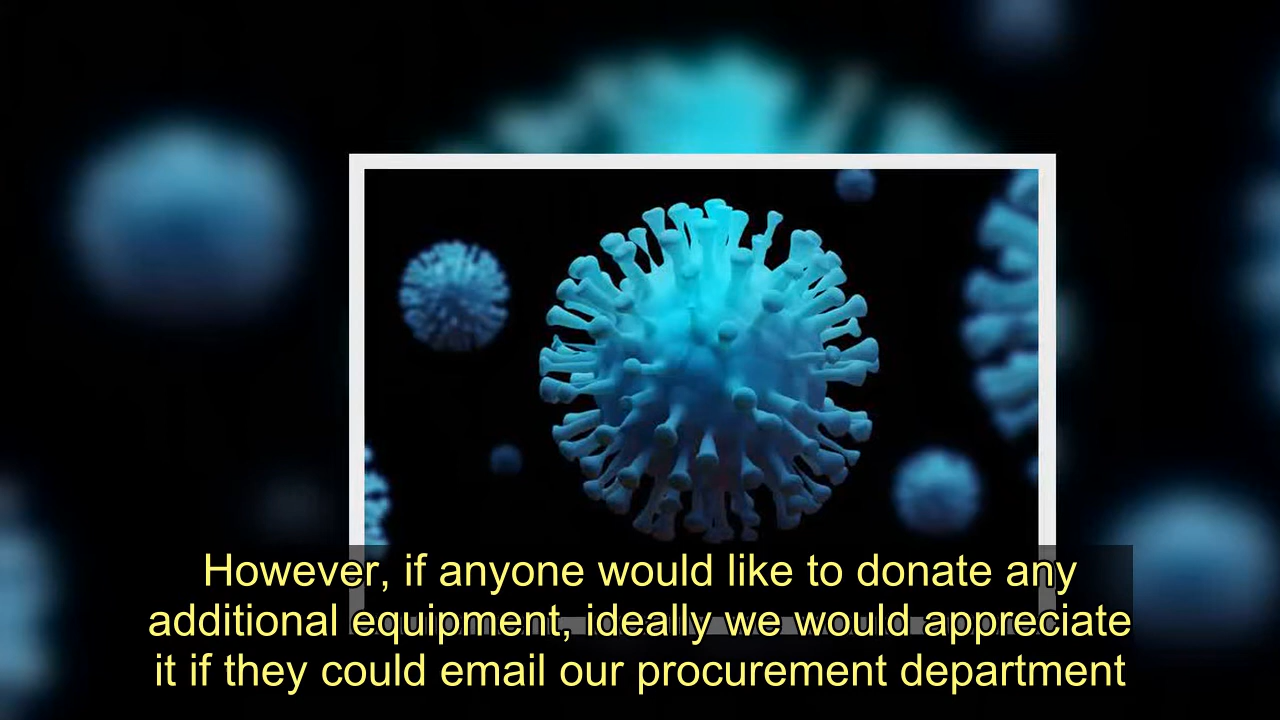 However, if anyone would like to donate any
additional equipment, ideally we would appreciate
it if they could email our procurement department